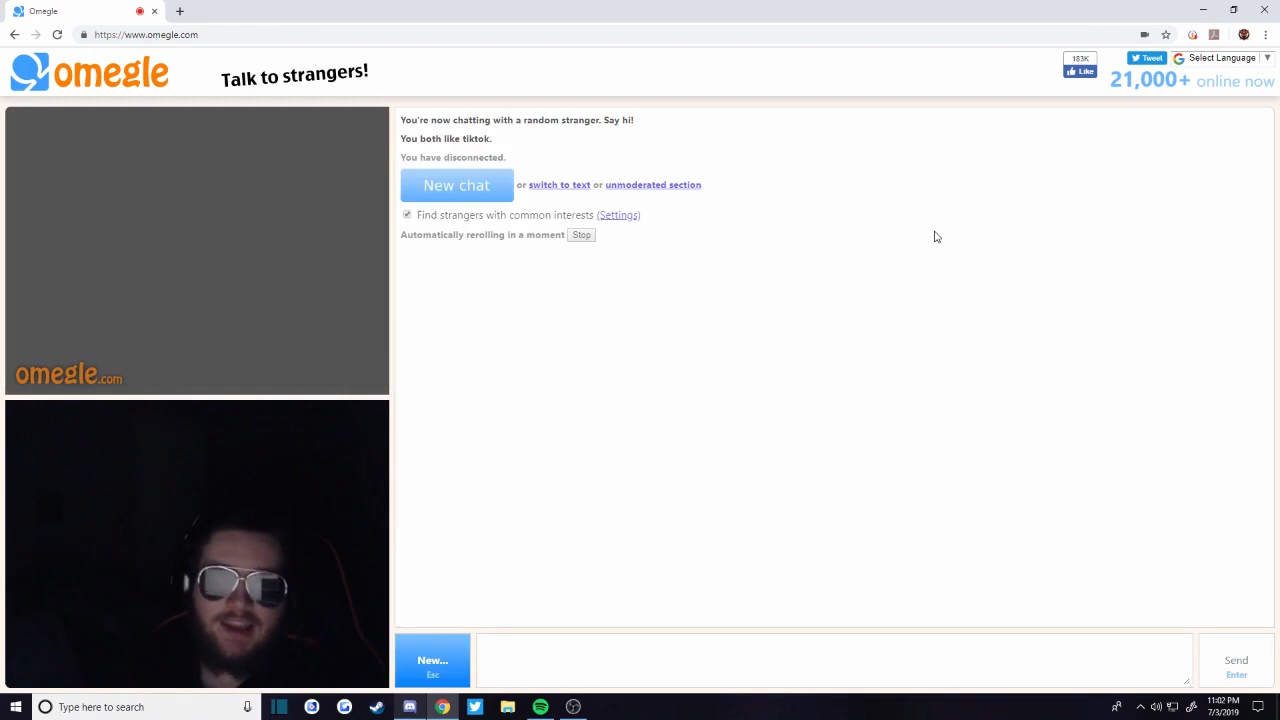 Omegle
https://www.omegle.com
omegle
Talk to strangers!
183K
Like
Tweet
Select Language
21,000+ online now
You're now chatting with a random stranger. Say hi!
You both like tiktok.
You have disconnected.
New chat or switch to text or unmoderated section
Find strangers with common interests (Settings)
Automatically rerolling in a moment Stop
omegle.com
New...
Esc
Send
Enter
Type here to search
11:02 PM
7/3/2019